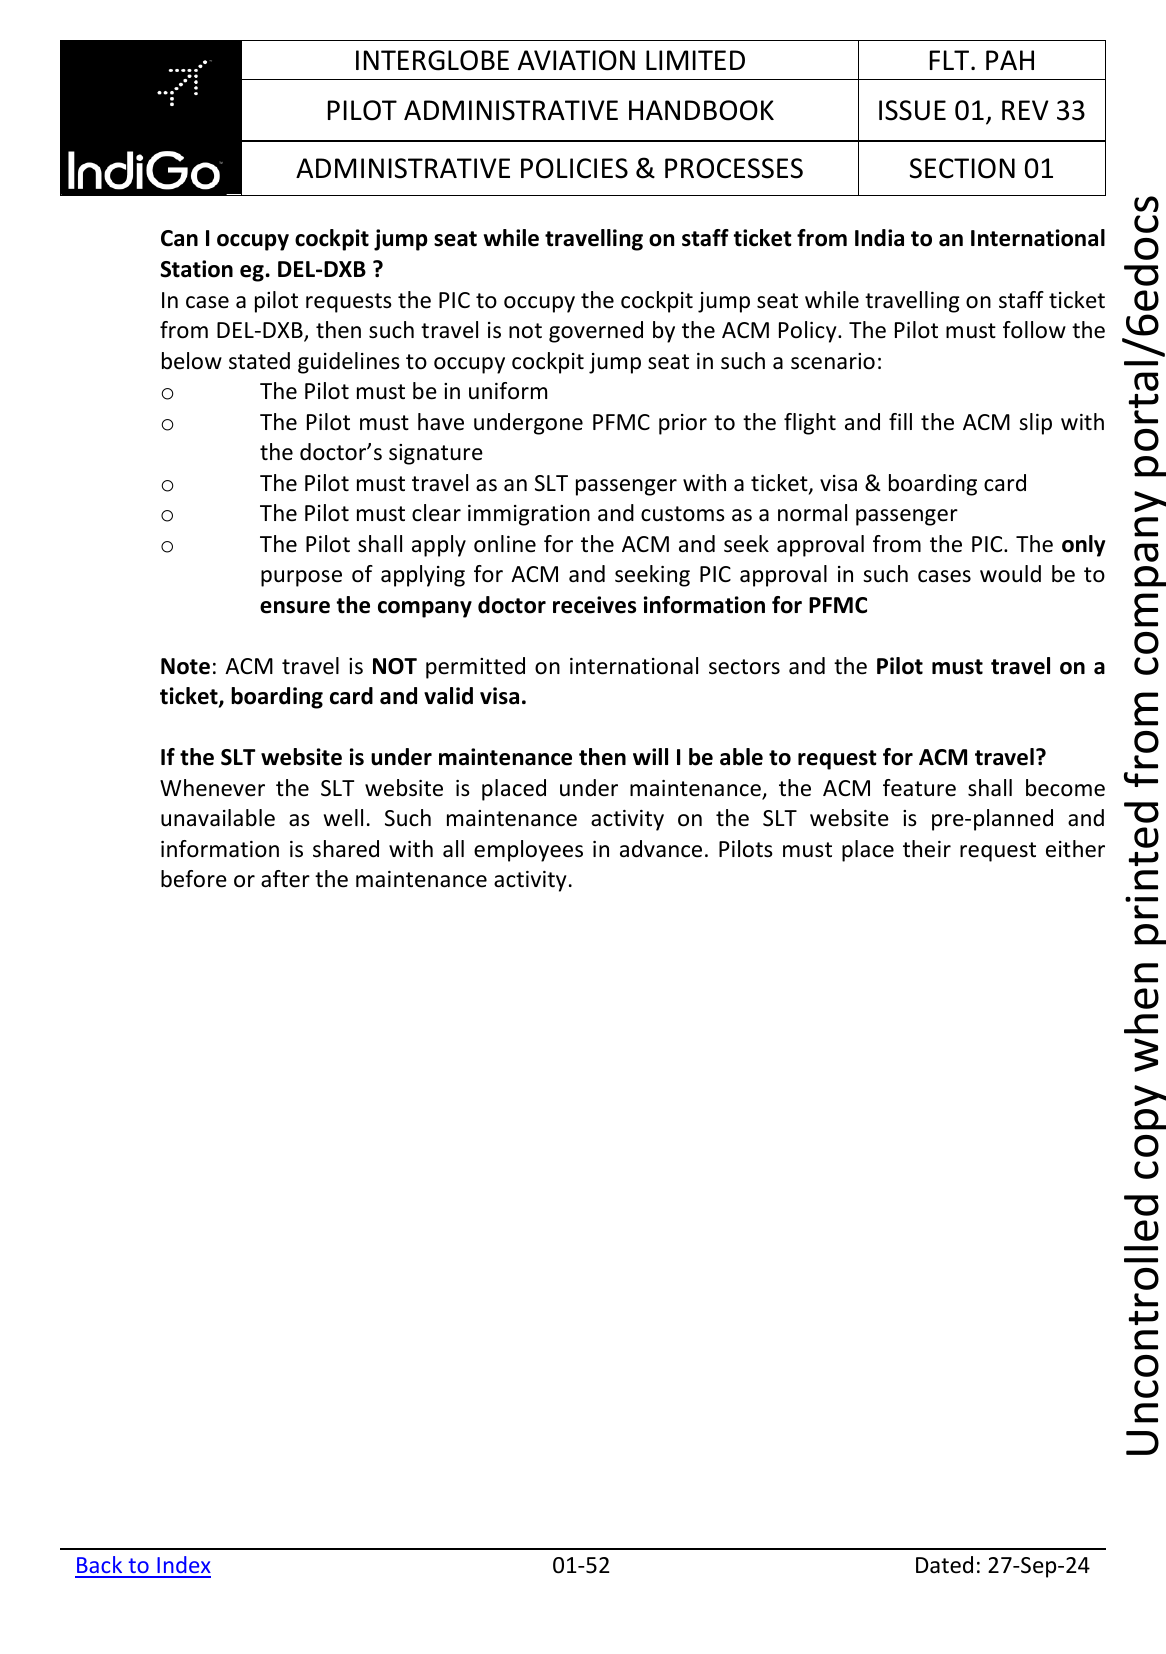 INTERGLOBE AVIATION LIMITED
FLT. PAH
PILOT ADMINISTRATIVE HANDBOOK
ISSUE 01, REV 33
IndiGo
ADMINISTRATIVE POLICIES & PROCESSES
SECTION 01
Can I occupy cockpit jump seat while travelling on staff ticket from India to an International
Station eg. DEL-DXB ?
In case a pilot requests the PIC to occupy the cockpit jump seat while travelling on staff ticket
from DEL-DXB, then such travel is not governed by the ACM Policy. The Pilot must follow the
below stated guidelines to occupy cockpit jump seat in such a scenario:
o The Pilot must be in uniform
o The Pilot must have undergone PFMC prior to the flight and fill the ACM slip with
the doctor’s signature
o The Pilot must travel as an SLT passenger with a ticket, visa & boarding card
o The Pilot must clear immigration and customs as a normal passenger
o The Pilot shall apply online for the ACM and seek approval from the PIC. The only
purpose of applying for ACM and seeking PIC approval in such cases would be to
ensure the company doctor receives information for PFMC
Note: ACM travel is NOT permitted on international sectors and the Pilot must travel on a
ticket, boarding card and valid visa.
If the SLT website is under maintenance then will I be able to request for ACM travel?
Whenever the SLT website is placed under maintenance, the ACM feature shall become
unavailable as well. Such maintenance activity on the SLT website is pre-planned and
information is shared with all employees in advance. Pilots must place their request either
before or after the maintenance activity.
Uncontrolled copy when printed from company portal/6edocs
Back to Index
01-52
Dated: 27-Sep-24